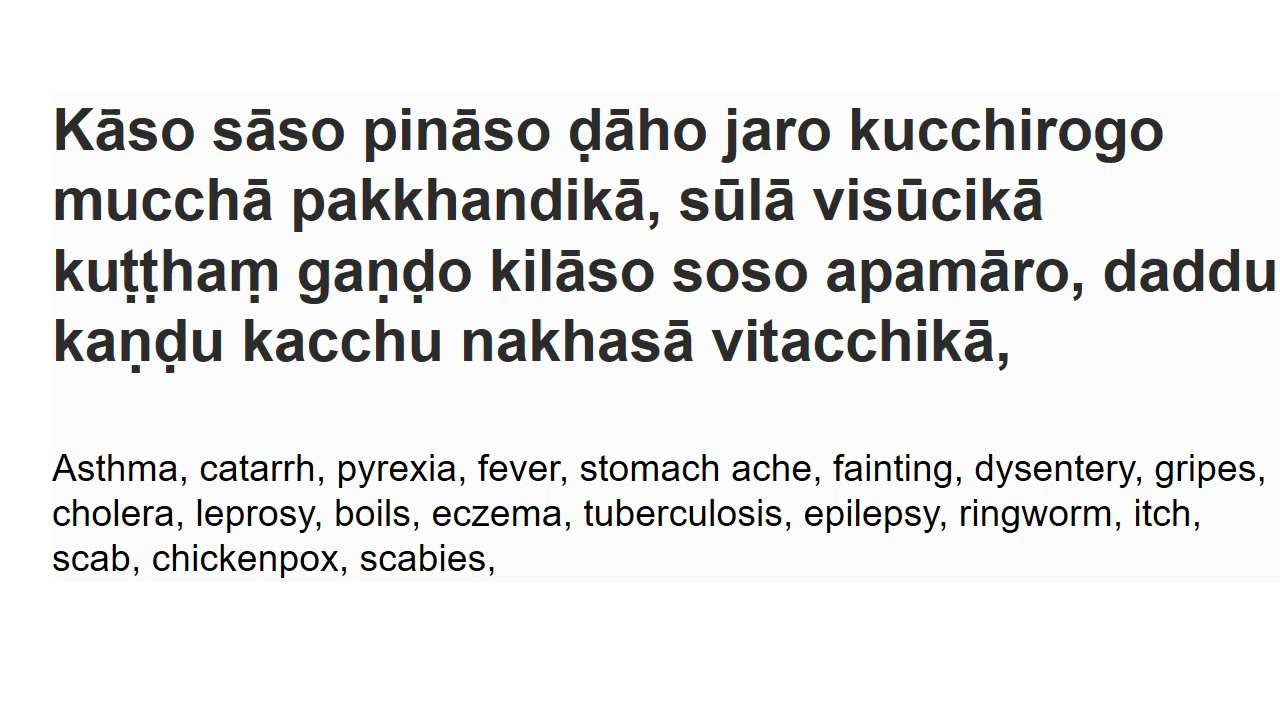 Kāso sāso pināso ḍāho jaro kucchirogo
mucchā pakkhandikā, sūlā visūcikā
kuṭṭhaṃ gaṇḍo kilāso soso apamāro, daddu
kaṇḍu kacchu nakhasā vitacchikā,
Asthma, catarrh, pyrexia, fever, stomach ache, fainting, dysentery, gripes,
cholera, leprosy, boils, eczema, tuberculosis, epilepsy, ringworm, itch,
scab, chickenpox, scabies,